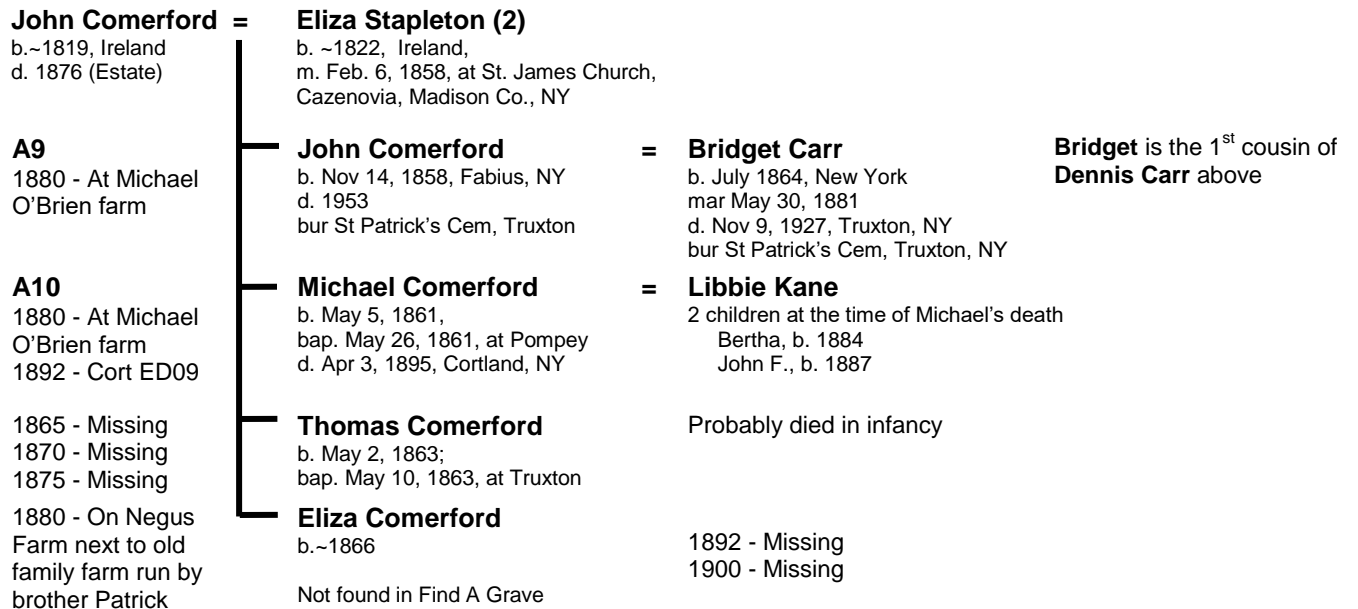 John Comerford = Eliza Stapleton (2)
b.~1819, Ireland
d. 1876 (Estate)
b. ~1822, Ireland,
m. Feb. 6, 1858, at St. James Church,
Cazenovia, Madison Co., NY
A9
1880 - At Michael
O'Brien farm
John Comerford
b. Nov 14, 1858, Fabius, NY
d. 1953
bur St Patrick's Cem, Truxton
=
Bridget Carr
b. July 1864, New York
mar May 30, 1881
d. Nov 9, 1927, Truxton, NY
bur St Patrick's Cem, Truxton, NY
Bridget is the 1st cousin of
Dennis Carr above
A10
1880 - At Michael
O'Brien farm
1892 - Cort ED09
Michael Comerford
b. May 5, 1861,
bap. May 26, 1861, at Pompey
d. Apr 3, 1895, Cortland, NY
=
Libbie Kane
2 children at the time of Michael's death
Bertha, b. 1884
John F., b. 1887
1865 - Missing
1870 - Missing
1875 - Missing
Thomas Comerford
b. May 2, 1863;
bap. May 10, 1863, at Truxton
Probably died in infancy
1880 - On Negus
Farm next to old
family farm run by
brother Patrick
Eliza Comerford
b.~1866
Not found in Find A Grave
1892 - Missing
1900 - Missing